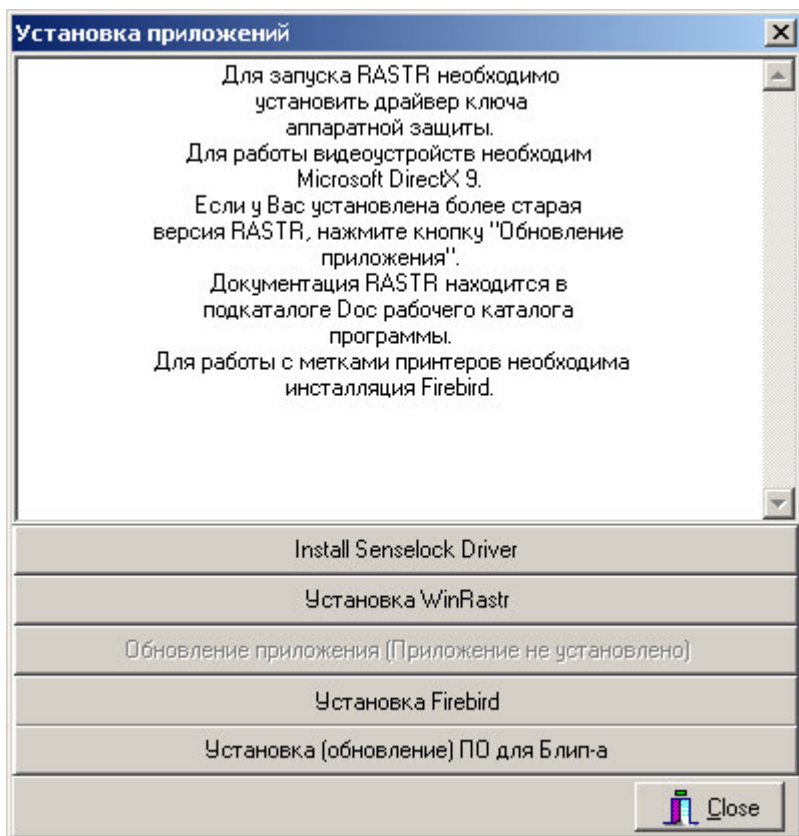 Установка приложений
Для запуска RASTR необходимо
установить драйвер ключа
аппаратной защиты.
Для работы видеоустройств необходим
Microsoft DirectX 9.
Если у Вас установлена более старая
версия RASTR, нажмите кнопку "Обновление
приложения".
Документация RASTR находится в
подкаталоге Doc рабочего каталога
программы.
Для работы с метками принтеров необходима
инсталляция Firebird.
Install Senselock Driver
Установка WinRastr
Обновление приложения (Приложение не установлено)
Установка Firebird
Установка (обновление) ПО для Блип-а
Close